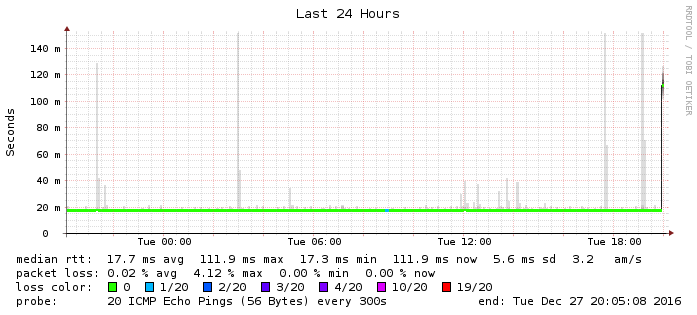 Last 24 Hours
RRDTOOL / TOBI OETIKER
Seconds
140 m
120 m
100 m
80 m
60 m
40 m
20 m
0
Tue 00:00 Tue 06:00 Tue 12:00 Tue 18:00
median rtt: 17.7 ms avg 111.9 ms max 17.3 ms min 111.9 ms now 5.6 ms sd 3.2 am/s
packet loss: 0.02 % avg 4.12 % max 0.00 % min 0.00 % now
loss color: 0 1/20 2/20 3/20 4/20 10/20 19/20
probe: 20 ICMP Echo Pings (56 Bytes) every 300s end: Tue Dec 27 20:05:08 2016